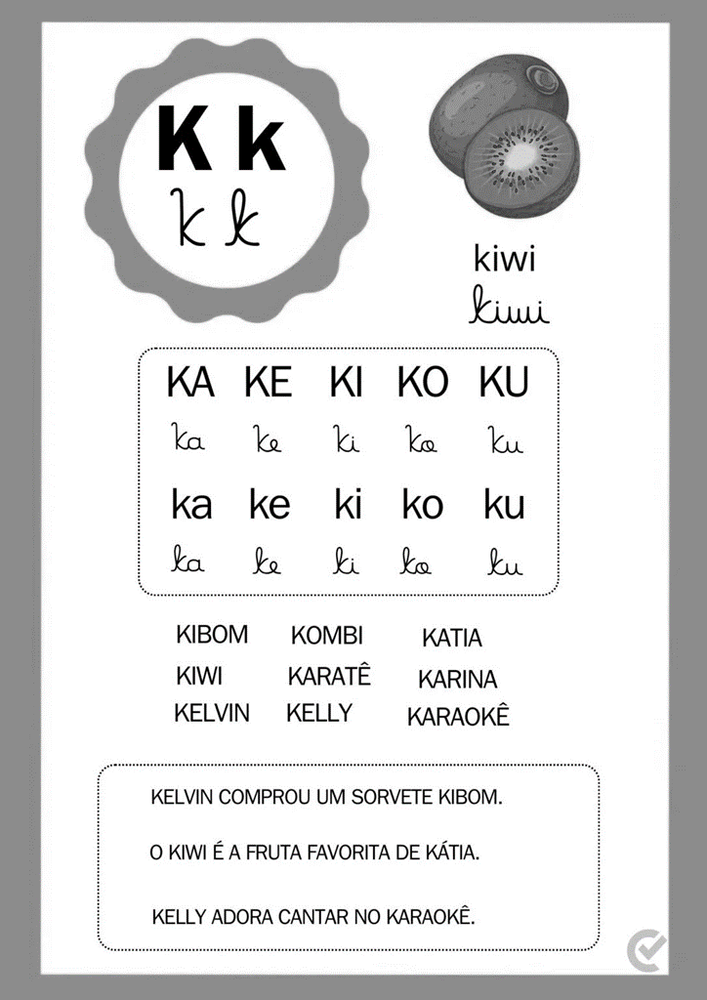 K k
k k
kiwi
kiwi
KA KE KI KO KU
ka ke ki ko ku
ka ke ki ko ku
ka ke ki ko ku
KIBOM KOMBI KATIA
KIWI KARATÊ KARINA
KELVIN KELLY KARAOKÊ
KELVIN COMPROU UM SORVETE KIBOM.
O KIWI É A FRUTA FAVORITA DE KÁTIA.
KELLY ADORA CANTAR NO KARAOKÊ.